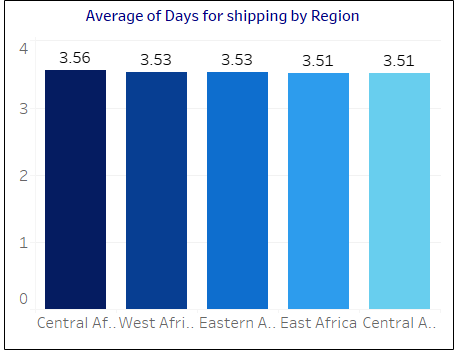 Average of Days for shipping by Region
4
3.56 3.53 3.53 3.51 3.51
3
2
1
0
Central Af.. West Afri.. Eastern A.. East Africa Central A..